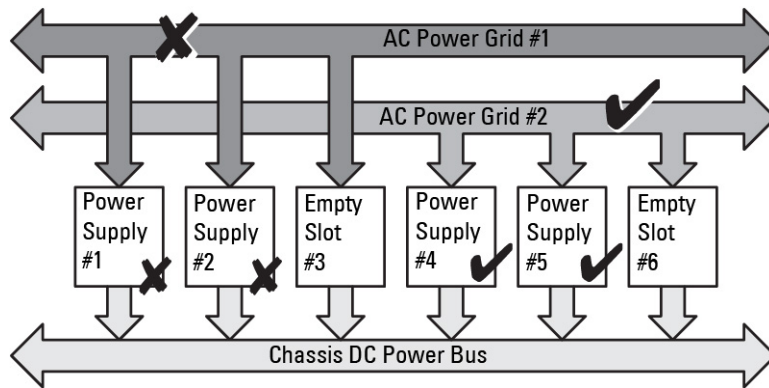 AC Power Grid #1
AC Power Grid #2
Power
Supply
#1
Power
Supply
#2
Empty
Slot
#3
Power
Supply
#4
Power
Supply
#5
Empty
Slot
#6
Chassis DC Power Bus